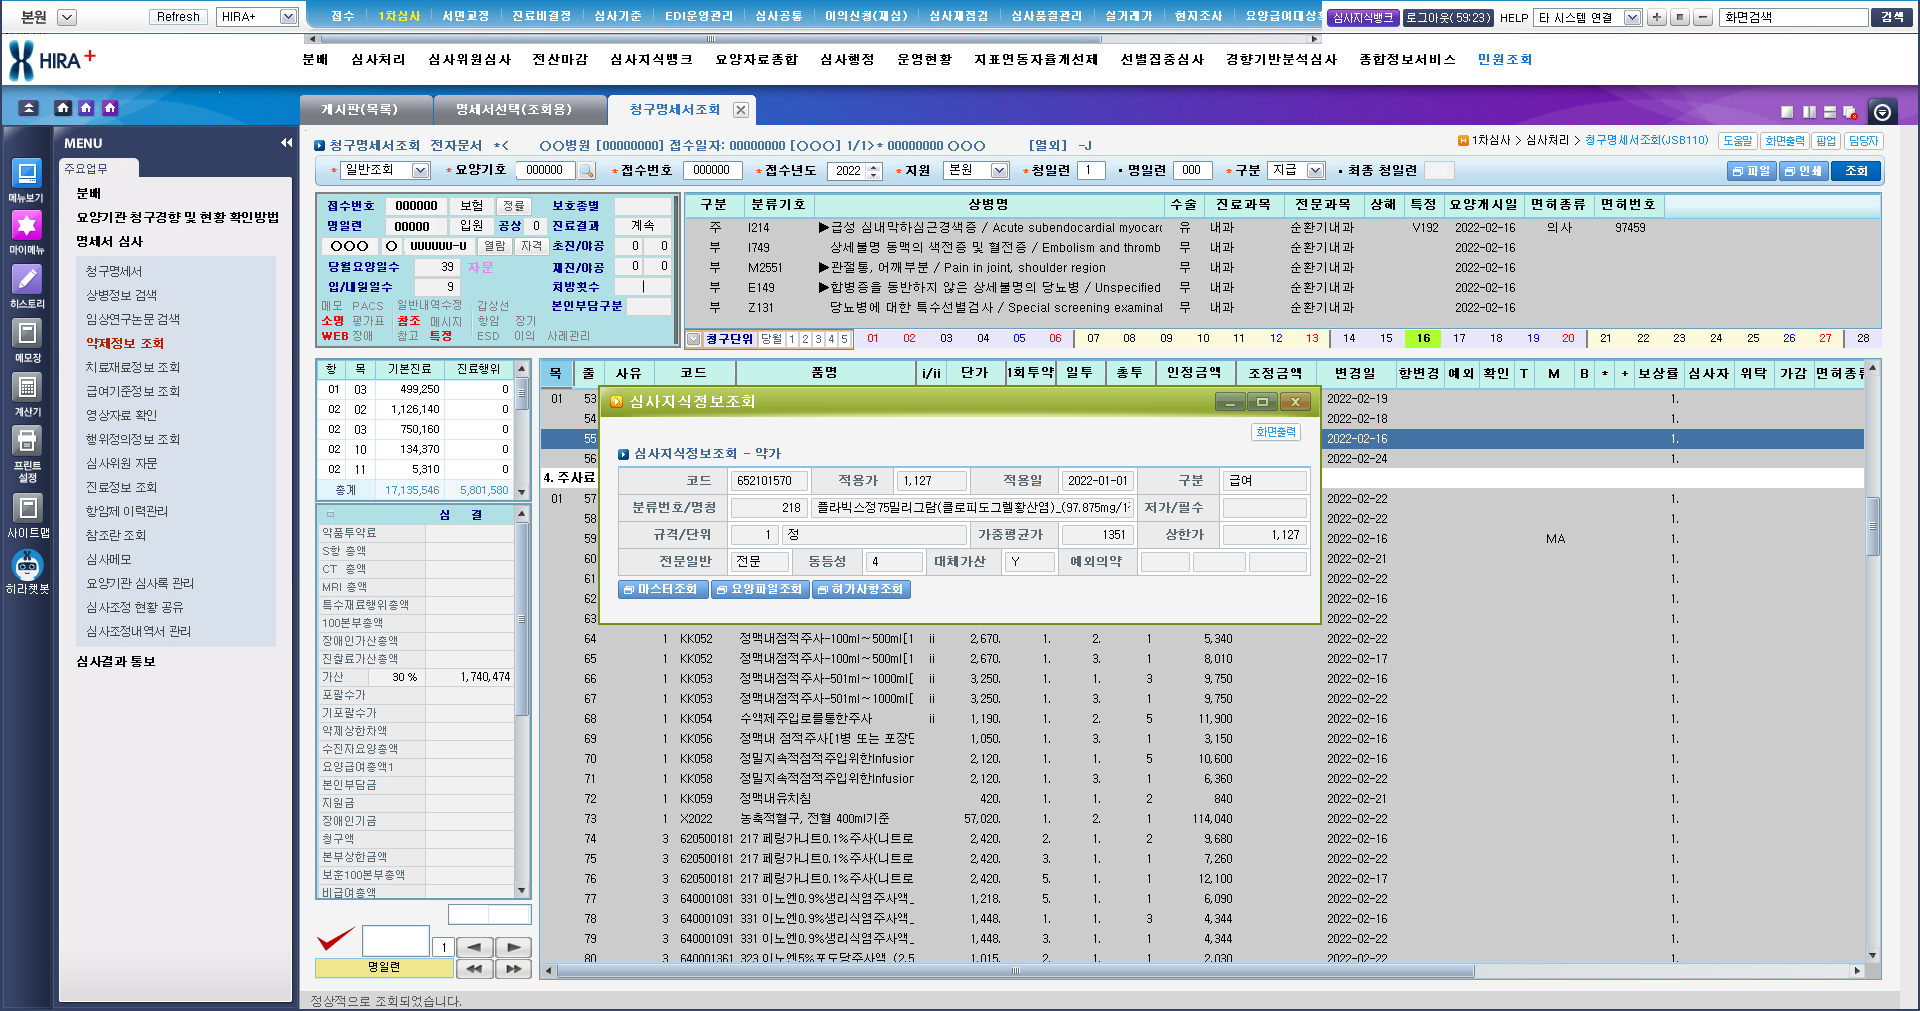 본원 Refresh HIRA+ 접수 1차심사 서면교정 진료비결정 심사기준 EDI운영관리 심사공통 이의신청(재심) 심사재점검 심사품질관리 실거래가 현지조사 요양급여대상 심사지식뱅크 로그아웃(59:23) HELP 타 시스템 연결 화면검색 검색
HIRA+ 분배 심사처리 심사위원심사 전산마감 심사지식뱅크 요양자료종합 심사행정 운영현황 지표연동자율개선제 선별집중심사 경향기반분석심사 종합정보서비스 민원조회
게시판(목록) 명세서선택(조회용) 청구명세서조회
MENU
주요업무
분배
요양기관 청구경향 및 현황 확인방법
명세서 심사
청구명세서
상병정보 검색
임상연구논문 검색
약제정보 조회
치료재료정보 조회
급여기준정보 조회
영상자료 확인
행위정의정보 조회
심사위원 자문
진료정보 조회
항암제 이력관리
참조란 조회
심사메모
요양기관 심사록 관리
심사조정 현황 공유
심사조정내역서 관리
심사결과 통보
메뉴보기
마이메뉴
히스토리
메모장
계산기
프린트
설정
사이트맵
히라챗봇
청구명세서조회 전자문서 *< ○○병원 [00000000] 접수일자: 00000000 [○○○] 1/1>* 00000000 ○○○ [열외] -J
1차심사 > 심사처리 > 청구명세서조회(JSB110) 도움말 화면출력 팝업 담당자
일반조회 요양기호 000000 접수번호 000000 접수년도 2022 지원 본원 청일련 1 명일련 000 구분 지급 최종 청일련 파일 인쇄 조회
접수번호 000000 보험 정률 보호종별
명일련 00000 입원 공상 0 진료결과 계속
○○○ ○ UUUUUU-U 열람 자격 초진/야공 0 0
당월요양일수 39 자문 재진/야공 0 0
입/내원일수 9 처방횟수
메모 PACS 일반내역수정 갑상선 본인부담구분
소명 평가표 참조 메시지 항암 장기
WEB 장애 참고 특정 ESD 이의 사례관리
구분 분류기호 상병명 수술 진료과목 전문과목 상해 특정 요양개시일 면허종류 면허번호
주 I214 ▶급성 심내막하심근경색증 / Acute subendocardial myocarc 유 내과 순환기내과 V192 2022-02-16 의사 97459
부 I749 상세불명 동맥의 색전증 및 혈전증 / Embolism and thromb 무 내과 순환기내과 2022-02-16
부 M2551 ▶관절통, 어깨부분 / Pain in joint, shoulder region 무 내과 순환기내과 2022-02-16
부 E149 ▶합병증을 동반하지 않은 상세불명의 당뇨병 / Unspecified 무 내과 순환기내과 2022-02-16
부 Z131 당뇨병에 대한 특수선별검사 / Special screening examinat 무 내과 순환기내과 2022-02-16
청구단위 당월 1 2 3 4 5 01 02 03 04 05 06 07 08 09 10 11 12 13 14 15 16 17 18 19 20 21 22 23 24 25 26 27 28
항 목 기본진료 진료행위
01 03 499,250 0
02 02 1,126,140 0
02 03 750,160 0
02 10 134,370 0
02 11 5,310 0
총계 17,135,546 5,801,580
심 결
약품투약료
S항 총액
CT 총액
MRI 총액
특수재료행위총액
100본부총액
장애인가산총액
진찰료가산총액
가산 30 % 1,740,474
포괄수가
기포괄수가
약제상한차액
수진자요양총액
요양급여총액1
본인부담금
지원금
장애인기금
청구액
본부상한금액
보훈100본부총액
비급여총액
1
명일련
목 줄 사유 코드 품명 i/ii 단가 1회투약 일투 총투 인정금액 조정금액 변경일 항변경 예외 확인 T M B * + 보상률 심사자 위탁 가감 면허종류
01 53 2022-02-19 1.
54 2022-02-18 1.
55 2022-02-16 1.
56 2022-02-24 1.
4. 주사료
01 57 2022-02-22 1.
58 2022-02-22 1.
59 2022-02-16 MA 1.
60 2022-02-21 1.
61 2022-02-22 1.
62 2022-02-16 1.
63 2022-02-22 1.
심사지식정보조회
화면출력
심사지식정보조회 - 약가
코드 652101570 적용가 1,127 적용일 2022-01-01 구분 급여
분류번호/명칭 218 플라빅스정75밀리그람(클로피도그렐황산염)_(97.875mg/1 저가/필수
규격/단위 1 정 가중평균가 1351 상한가 1,127
전문일반 전문 동등성 4 대체가산 Y 예외의약
마스터조회 요양파일조회 허가사항조회
64 1 KK052 정맥내점적주사-100ml~500ml[1 ii 2,670. 1. 2. 1 5,340 2022-02-22 1.
65 1 KK052 정맥내점적주사-100ml~500ml[1 ii 2,670. 1. 3. 1 8,010 2022-02-17 1.
66 1 KK053 정맥내점적주사-501ml~1000ml[ ii 3,250. 1. 1. 3 9,750 2022-02-16 1.
67 1 KK053 정맥내점적주사-501ml~1000ml[ ii 3,250. 1. 3. 1 9,750 2022-02-22 1.
68 1 KK054 수액제주입로를통한주사 ii 1,190. 1. 2. 5 11,900 2022-02-16 1.
69 1 KK056 정맥내 점적주사[1병 또는 포장단 1,050. 1. 3. 1 3,150 2022-02-22 1.
70 1 KK058 정밀지속적점적주입위한Infusion 2,120. 1. 1. 5 10,600 2022-02-16 1.
71 1 KK058 정밀지속적점적주입위한Infusion 2,120. 1. 3. 1 6,360 2022-02-22 1.
72 1 KK059 정맥내유치침 420. 1. 1. 2 840 2022-02-21 1.
73 1 X2022 농축적혈구, 전혈 400ml기준 57,020. 1. 2. 1 114,040 2022-02-22 1.
74 3 620500181 217 페링가니트0.1%주사(니트로 2,420. 2. 1. 2 9,680 2022-02-16 1.
75 3 620500181 217 페링가니트0.1%주사(니트로 2,420. 3. 1. 1 7,260 2022-02-22 1.
76 3 620500181 217 페링가니트0.1%주사(니트로 2,420. 5. 1. 1 12,100 2022-02-17 1.
77 3 640001081 331 이노엔0.9%생리식염주사액_ 1,218. 5. 1. 1 6,090 2022-02-22 1.
78 3 640001091 331 이노엔0.9%생리식염주사액_ 1,448. 1. 1. 3 4,344 2022-02-16 1.
79 3 640001091 331 이노엔0.9%생리식염주사액_ 1,448. 3. 1. 1 4,344 2022-02-22 1.
80 3 640001361 323 이노엔5%포도당주사액_(2.5 1,015. 2. 1. 1 2,030 2022-02-22 1.
정상적으로 조회되었습니다.